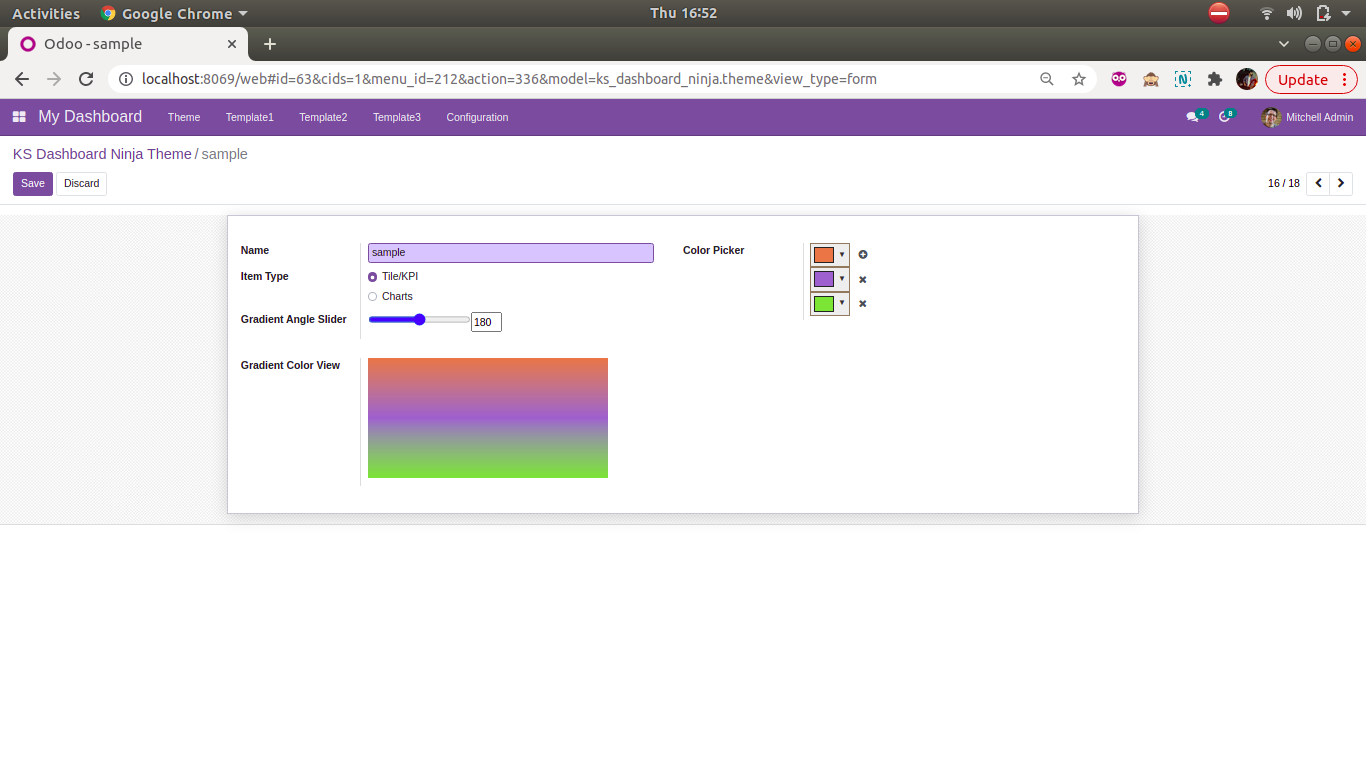 Activities Google Chrome Thu 16:52
Odoo - sample
localhost:8069/web#id=63&cids=1&menu_id=212&action=336&model=ks_dashboard_ninja.theme&view_type=form N Update
My Dashboard Theme Template1 Template2 Template3 Configuration 4 8 Mitchell Admin
KS Dashboard Ninja Theme / sample
Save Discard 16 / 18
Name sample Color Picker
Item Type Tile/KPI
Charts
Gradient Angle Slider 180
Gradient Color View